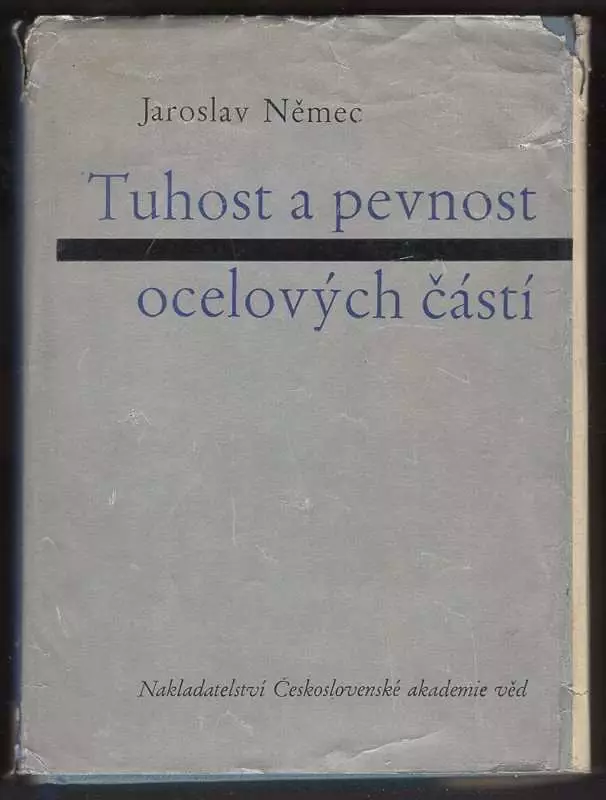 Jaroslav Němec
Tuhost a pevnost
ocelových částí
Nakladatelství Československé akademie věd